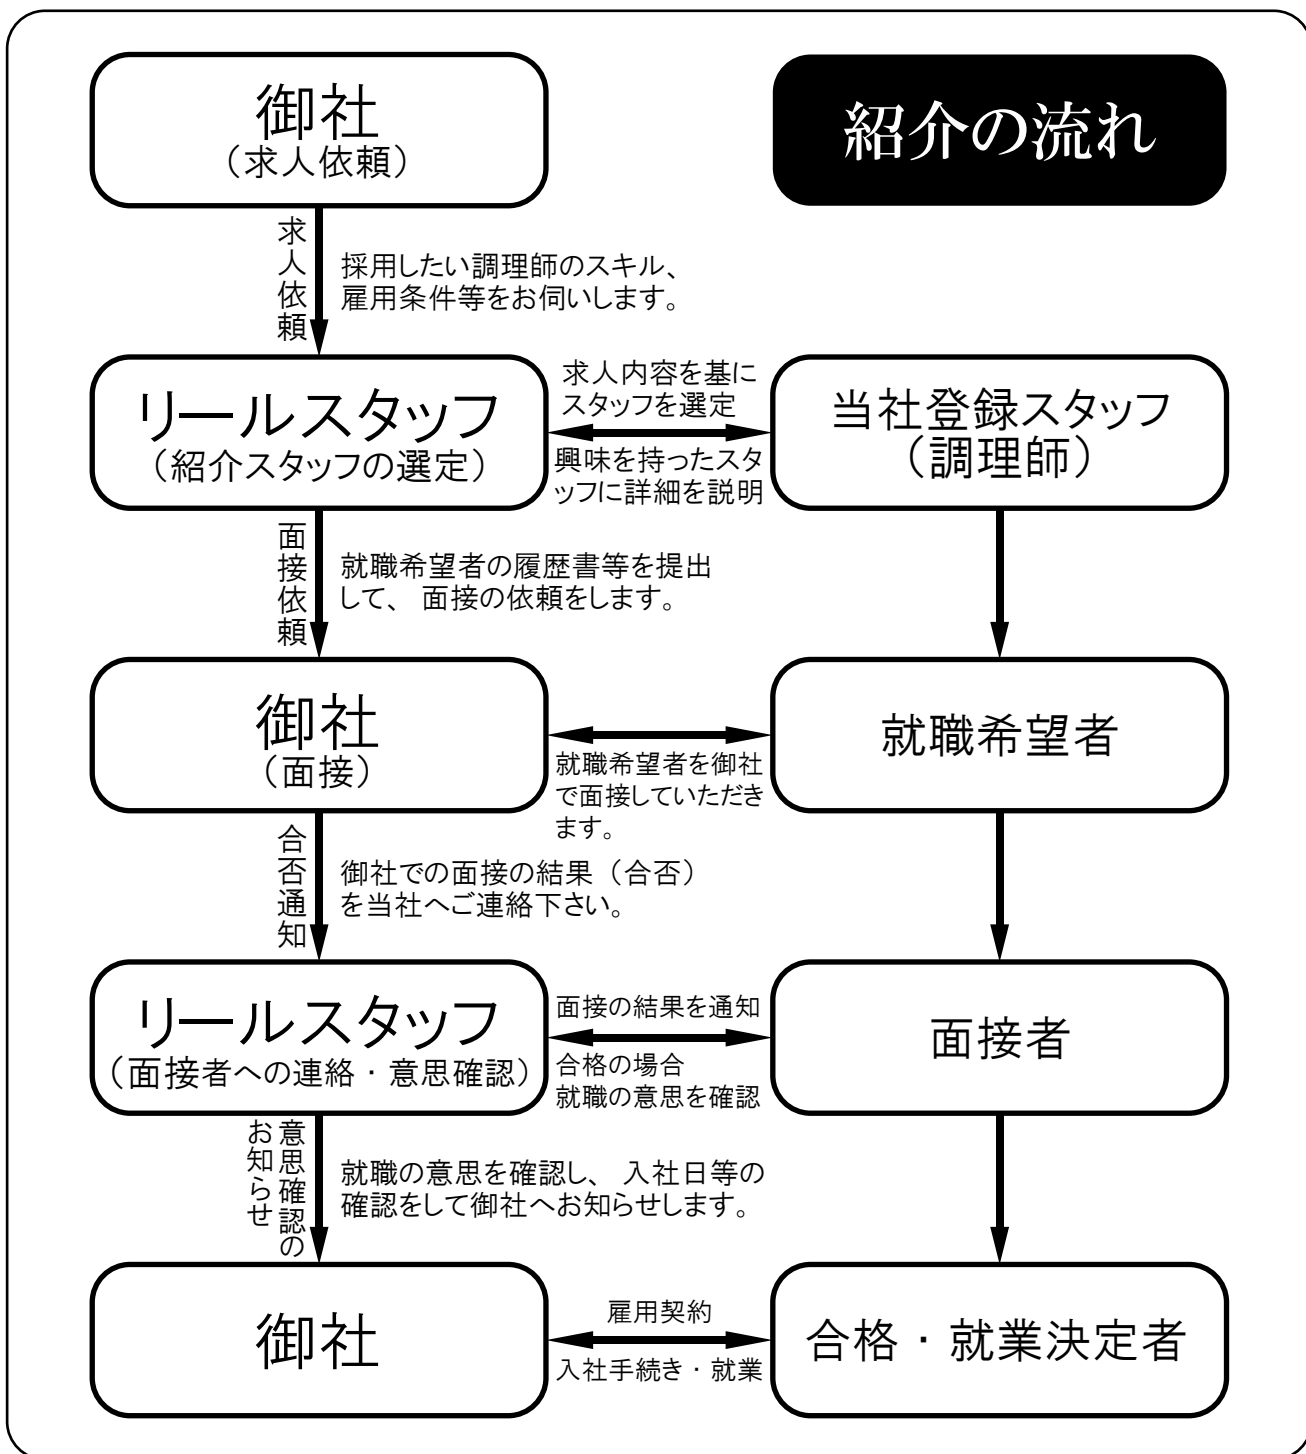 御社
（求人依頼）
紹介の流れ
求人依頼
採用したい調理師のスキル、
雇用条件等をお伺いします。
リールスタッフ
（紹介スタッフの選定）
求人内容を基に
スタッフを選定
興味を持ったスタ
ッフに詳細を説明
当社登録スタッフ
（調理師）
面接依頼
就職希望者の履歴書等を提出
して、面接の依頼をします。
御社
（面接）
就職希望者を御社
で面接していただき
ます。
就職希望者
合否通知
御社での面接の結果（合否）
を当社へご連絡下さい。
リールスタッフ
（面接者への連絡・意思確認）
面接の結果を通知
合格の場合
就職の意思を確認
面接者
意思確認の
お知らせ
就職の意思を確認し、入社日等の
確認をして御社へお知らせします。
御社
雇用契約
入社手続き・就業
合格・就業決定者